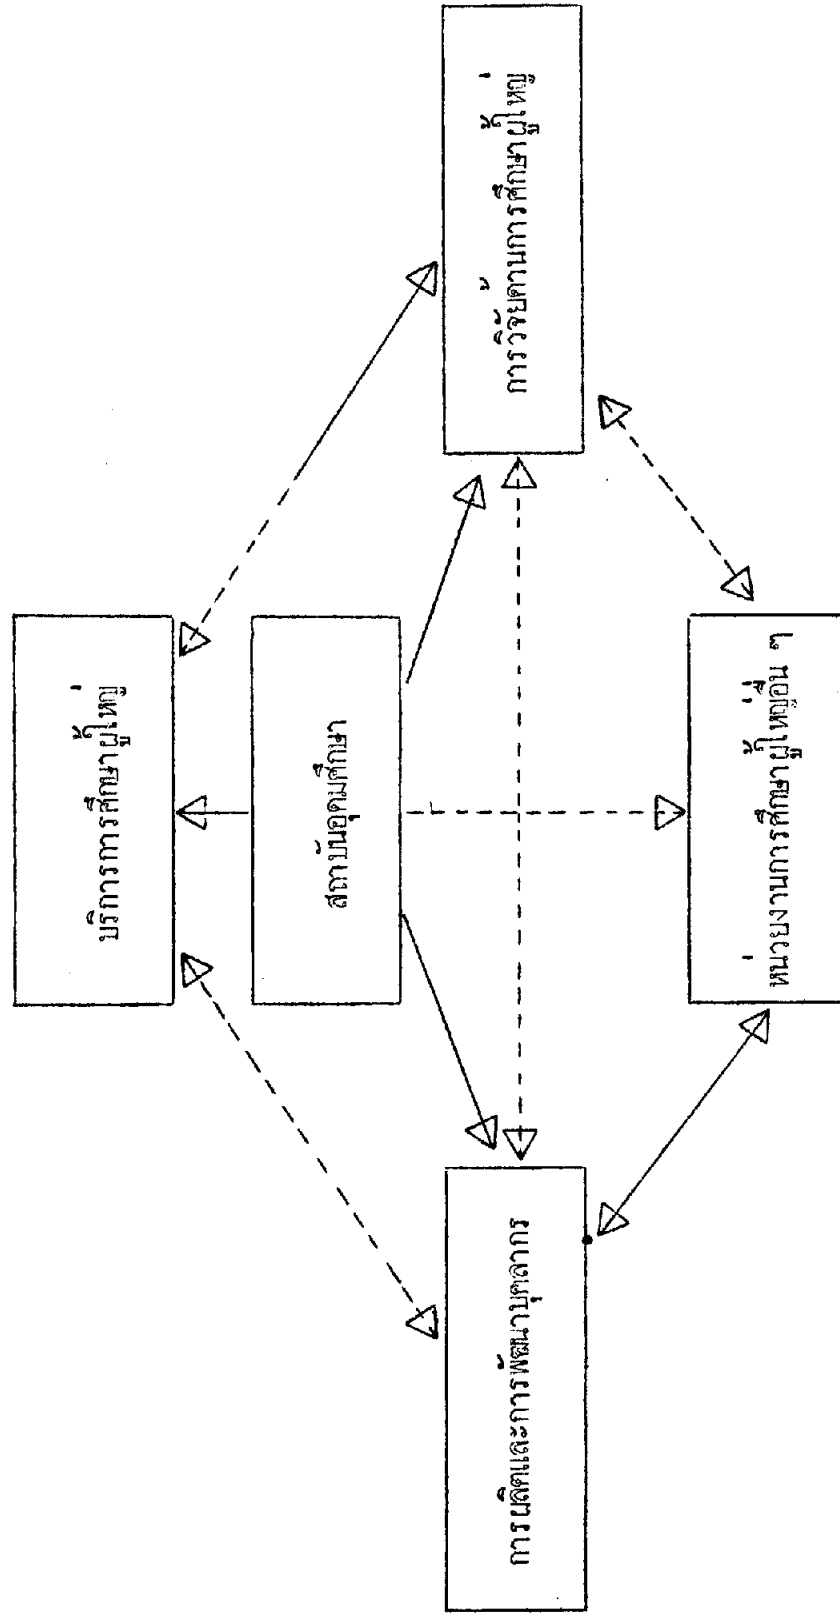 บริการการศึกษาผู้ใหญ่
สถาบันอุดมศึกษา
การผลิตและการพัฒนาบุคลากร
การวิจัยด้านการศึกษาผู้ใหญ่
หน่วยงานการศึกษาผู้ใหญ่อื่น ๆ